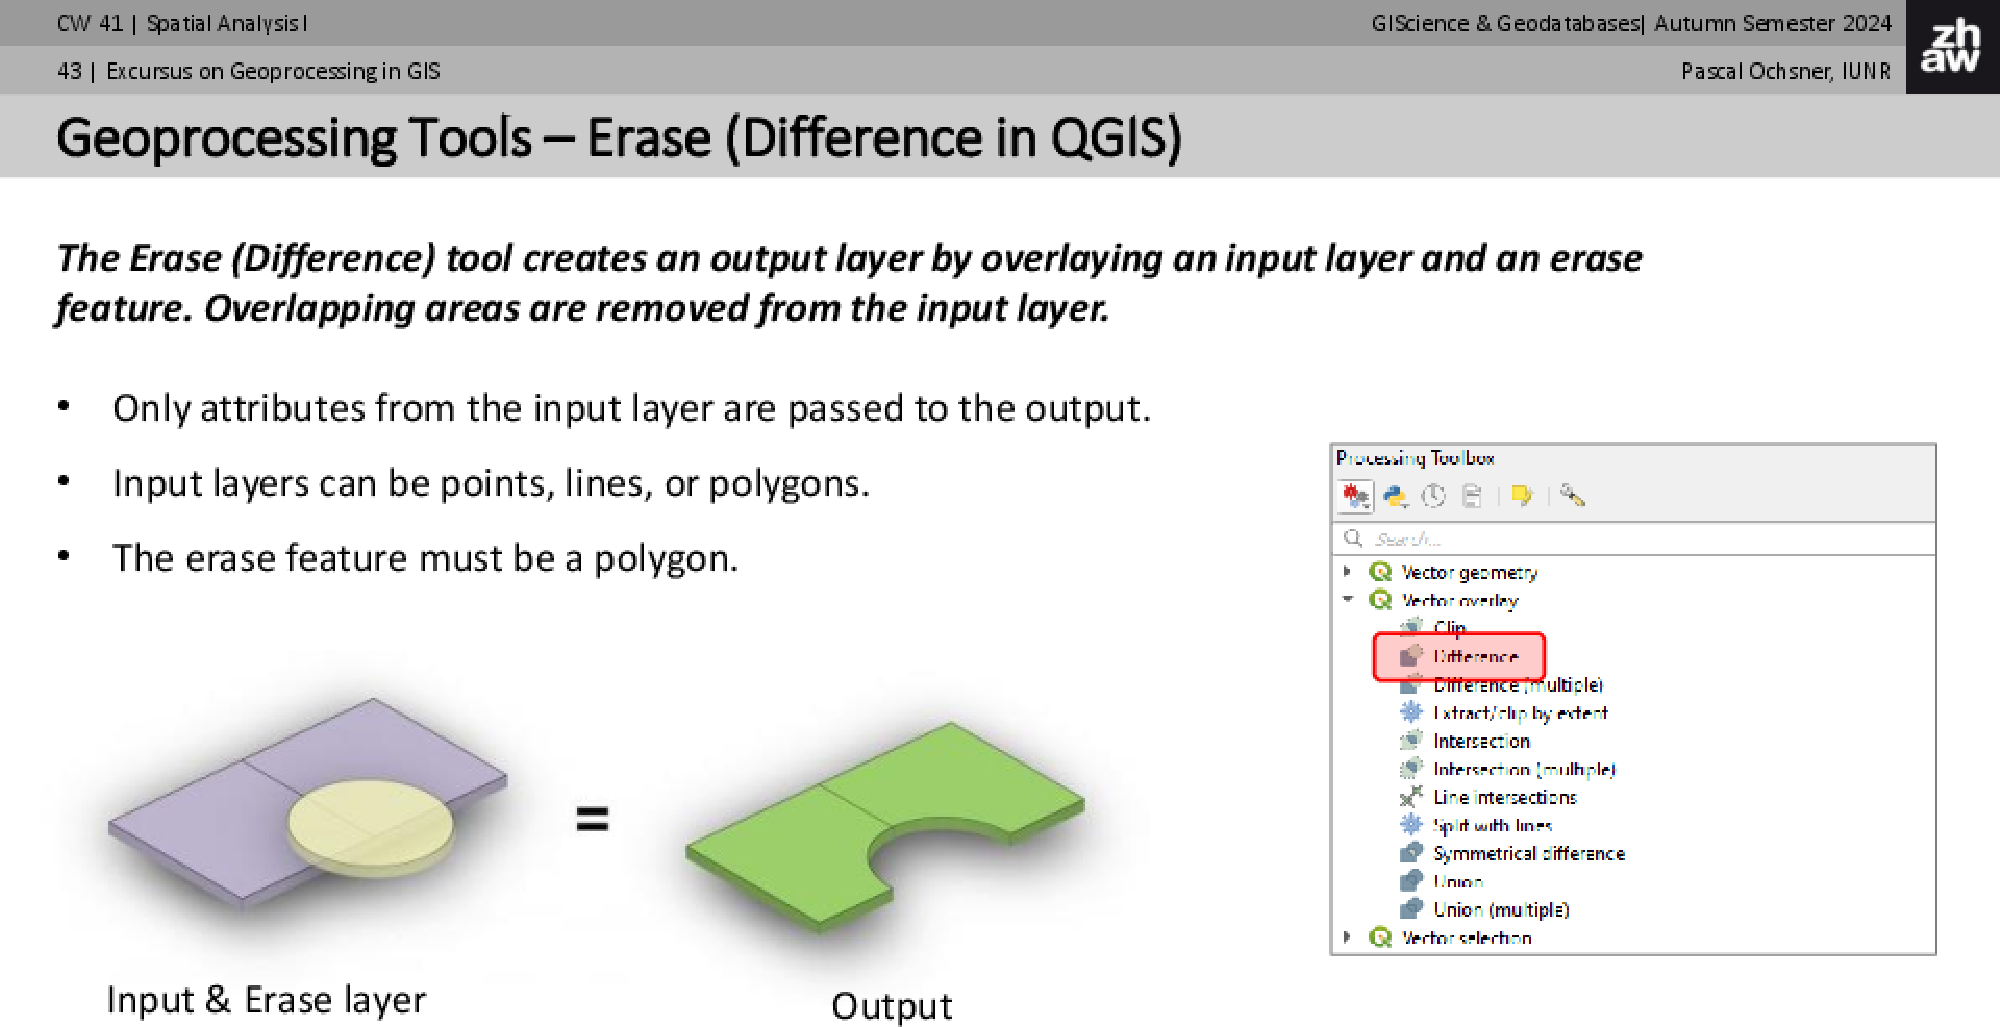 CW 41 | Spatial Analysis I
GIScience & Geodatabases| Autumn Semester 2024
43 | Excursus on Geoprocessing in GIS
Pascal Ochsner, IUNR
zh
aw
Geoprocessing Tools – Erase (Difference in QGIS)
The Erase (Difference) tool creates an output layer by overlaying an input layer and an erase
feature. Overlapping areas are removed from the input layer.
• Only attributes from the input layer are passed to the output.
• Input layers can be points, lines, or polygons.
• The erase feature must be a polygon.
Processing Toolbox
Search...
Vector geometry
Vector overlay
Clip
Difference
Difference (multiple)
Extract/clip by extent
Intersection
Intersection (multiple)
Line intersections
Split with lines
Symmetrical difference
Union
Union (multiple)
Vector selection
=
Input & Erase layer
Output